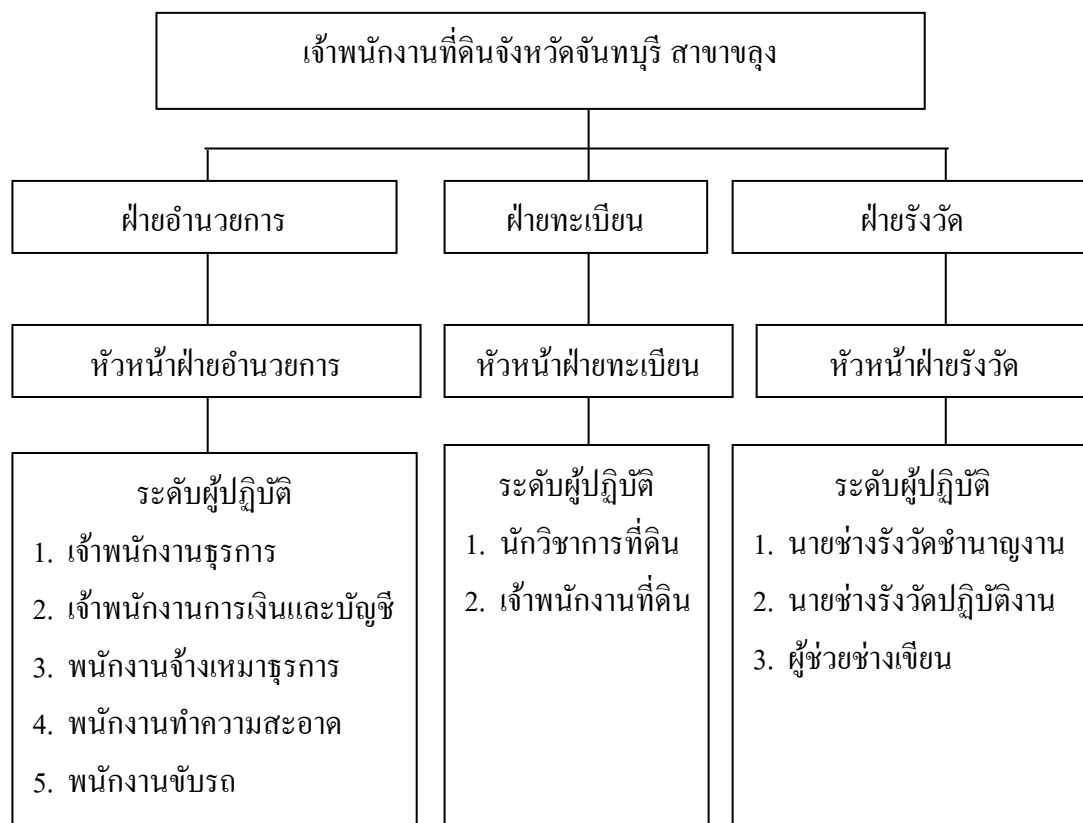 เจ้าพนักงานที่ดินจังหวัดจันทบุรี สาขาขลุง
ฝ่ายอำนวยการ
ฝ่ายทะเบียน
ฝ่ายรังวัด
หัวหน้าฝ่ายอำนวยการ
หัวหน้าฝ่ายทะเบียน
หัวหน้าฝ่ายรังวัด
ระดับผู้ปฏิบัติ
1. เจ้าพนักงานธุรการ
2. เจ้าพนักงานการเงินและบัญชี
3. พนักงานจ้างเหมาธุรการ
4. พนักงานทำความสะอาด
5. พนักงานขับรถ
ระดับผู้ปฏิบัติ
1. นักวิชาการที่ดิน
2. เจ้าพนักงานที่ดิน
ระดับผู้ปฏิบัติ
1. นายช่างรังวัดชำนาญงาน
2. นายช่างรังวัดปฏิบัติงาน
3. ผู้ช่วยช่างเขียน